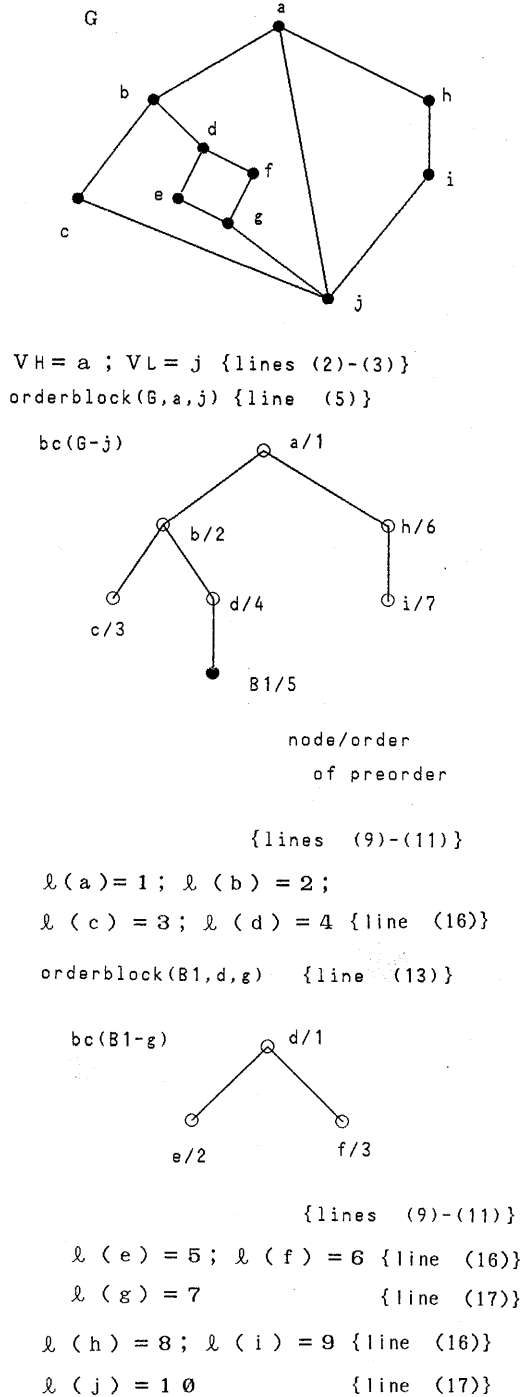 G
a
b
h
d
f
i
e
g
c
j
VH= a ; VL= j {lines (2)-(3)}
orderblock(G,a,j) {line (5)}
bc(G-j)
a/1
b/2
h/6
c/3
d/4
i/7
B1/5
node/order
of preorder
{lines (9)-(11)}
ℓ(a)= 1 ; ℓ (b) = 2 ;
ℓ (c) = 3 ; ℓ (d) = 4 {line (16)}
orderblock(B1,d,g) {line (13)}
bc(B1-g)
d/1
e/2
f/3
{lines (9)-(11)}
ℓ (e) = 5 ; ℓ (f) = 6 {line (16)}
ℓ (g) = 7 {line (17)}
ℓ (h) = 8 ; ℓ (i) = 9 {line (16)}
ℓ (j) = 10 {line (17)}